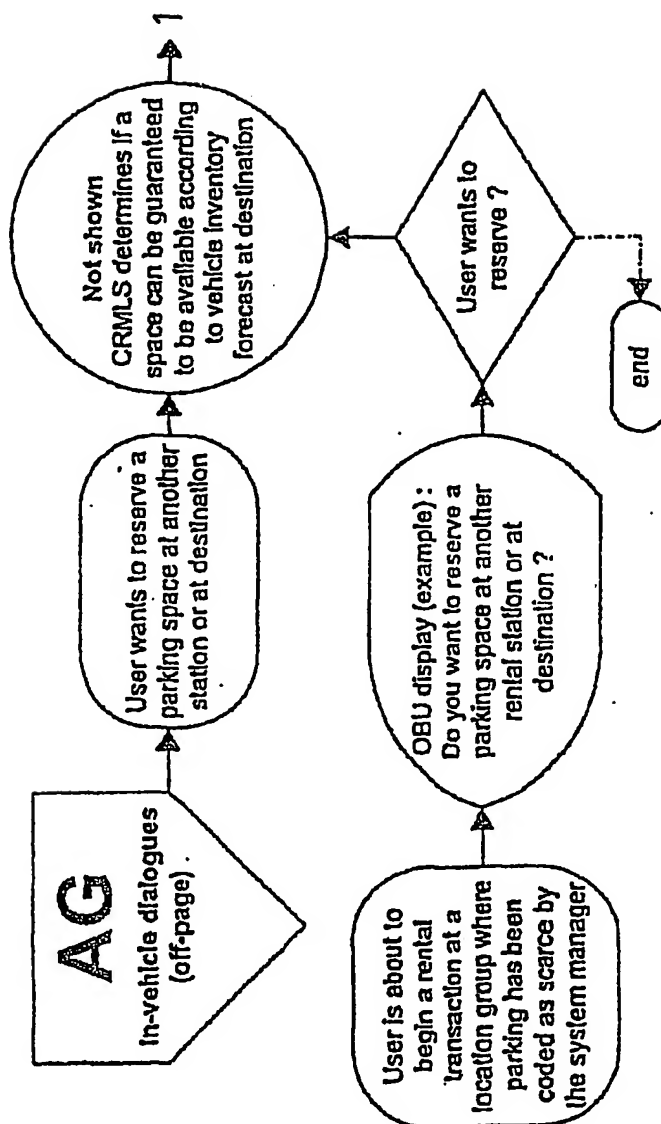 AG
In-vehicle dialogues
(off-page) .
User wants to reserve a
parking space at another
station or at destination
Not shown
CRMLS determines if a
space can be guaranteed
to be available according
to vehicle inventory
forecast at destination
1
User is about to
begin a rental
transaction at a
location group where
parking has been
coded as scarce by
the system manager
OBU display (example) :
Do you want to reserve a
parking space at another
rental station or at
destination ?
User wants to
reserve ?
end